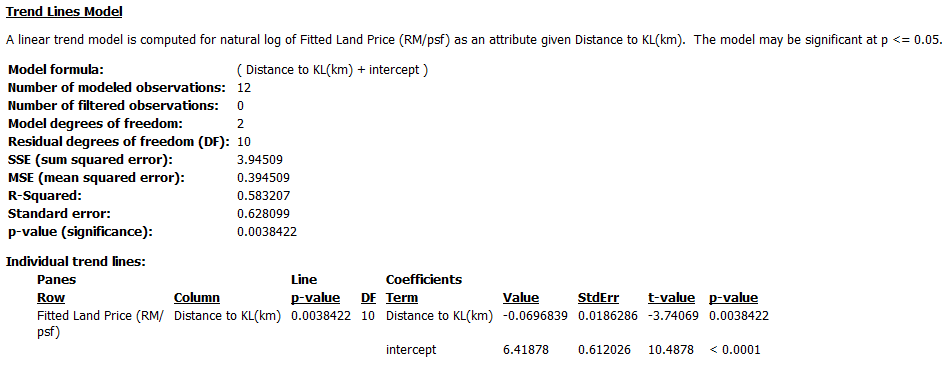 Trend Lines Model
A linear trend model is computed for natural log of Fitted Land Price (RM/psf) as an attribute given Distance to KL(km).  The model may be significant at p <= 0.05.
Model formula: ( Distance to KL(km) + intercept )
Number of modeled observations: 12
Number of filtered observations: 0
Model degrees of freedom: 2
Residual degrees of freedom (DF): 10
SSE (sum squared error): 3.94509
MSE (mean squared error): 0.394509
R-Squared: 0.583207
Standard error: 0.628099
p-value (significance): 0.0038422
Individual trend lines:
Panes Line Coefficients
Row Column p-value DF Term Value StdErr t-value p-value
Fitted Land Price (RM/ Distance to KL(km) 0.0038422 10 Distance to KL(km) -0.0696839 0.0186286 -3.74069 0.0038422
psf)
intercept 6.41878 0.612026 10.4878 < 0.0001